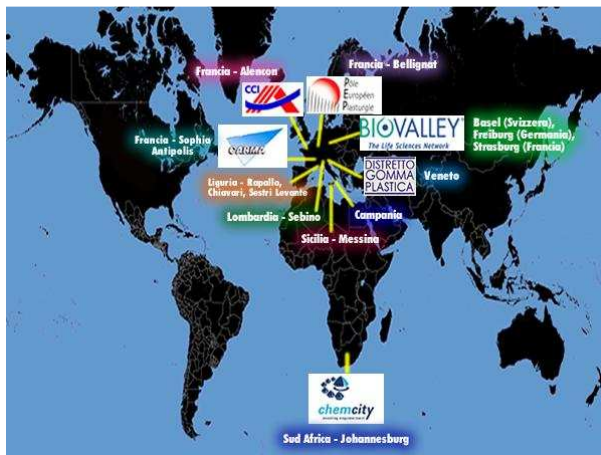 Francia - Alencon
Francia - Bellignat
CCI
Pôle
Européen
Plasturgie
BIOVALLEY
The Life Sciences Network
Basel (Svizzera),
Freiburg (Germania),
Strasburg (Francia)
Francia - Sophia
Antipolis
CARMA
DISTRETTO
GOMMA
PLASTICA
Veneto
Liguria - Rapallo,
Chiavari, Sestri Levante
Lombardia - Sebino
Campania
Sicilia - Messina
chemcity
Sud Africa - Johannesburg